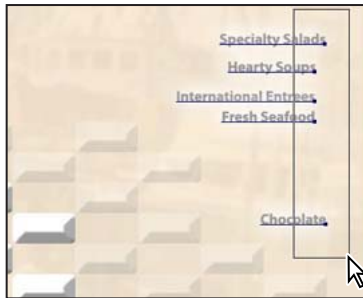 Specialty Salads
Hearty Soups
International Entrees
Fresh Seafood
Chocolate